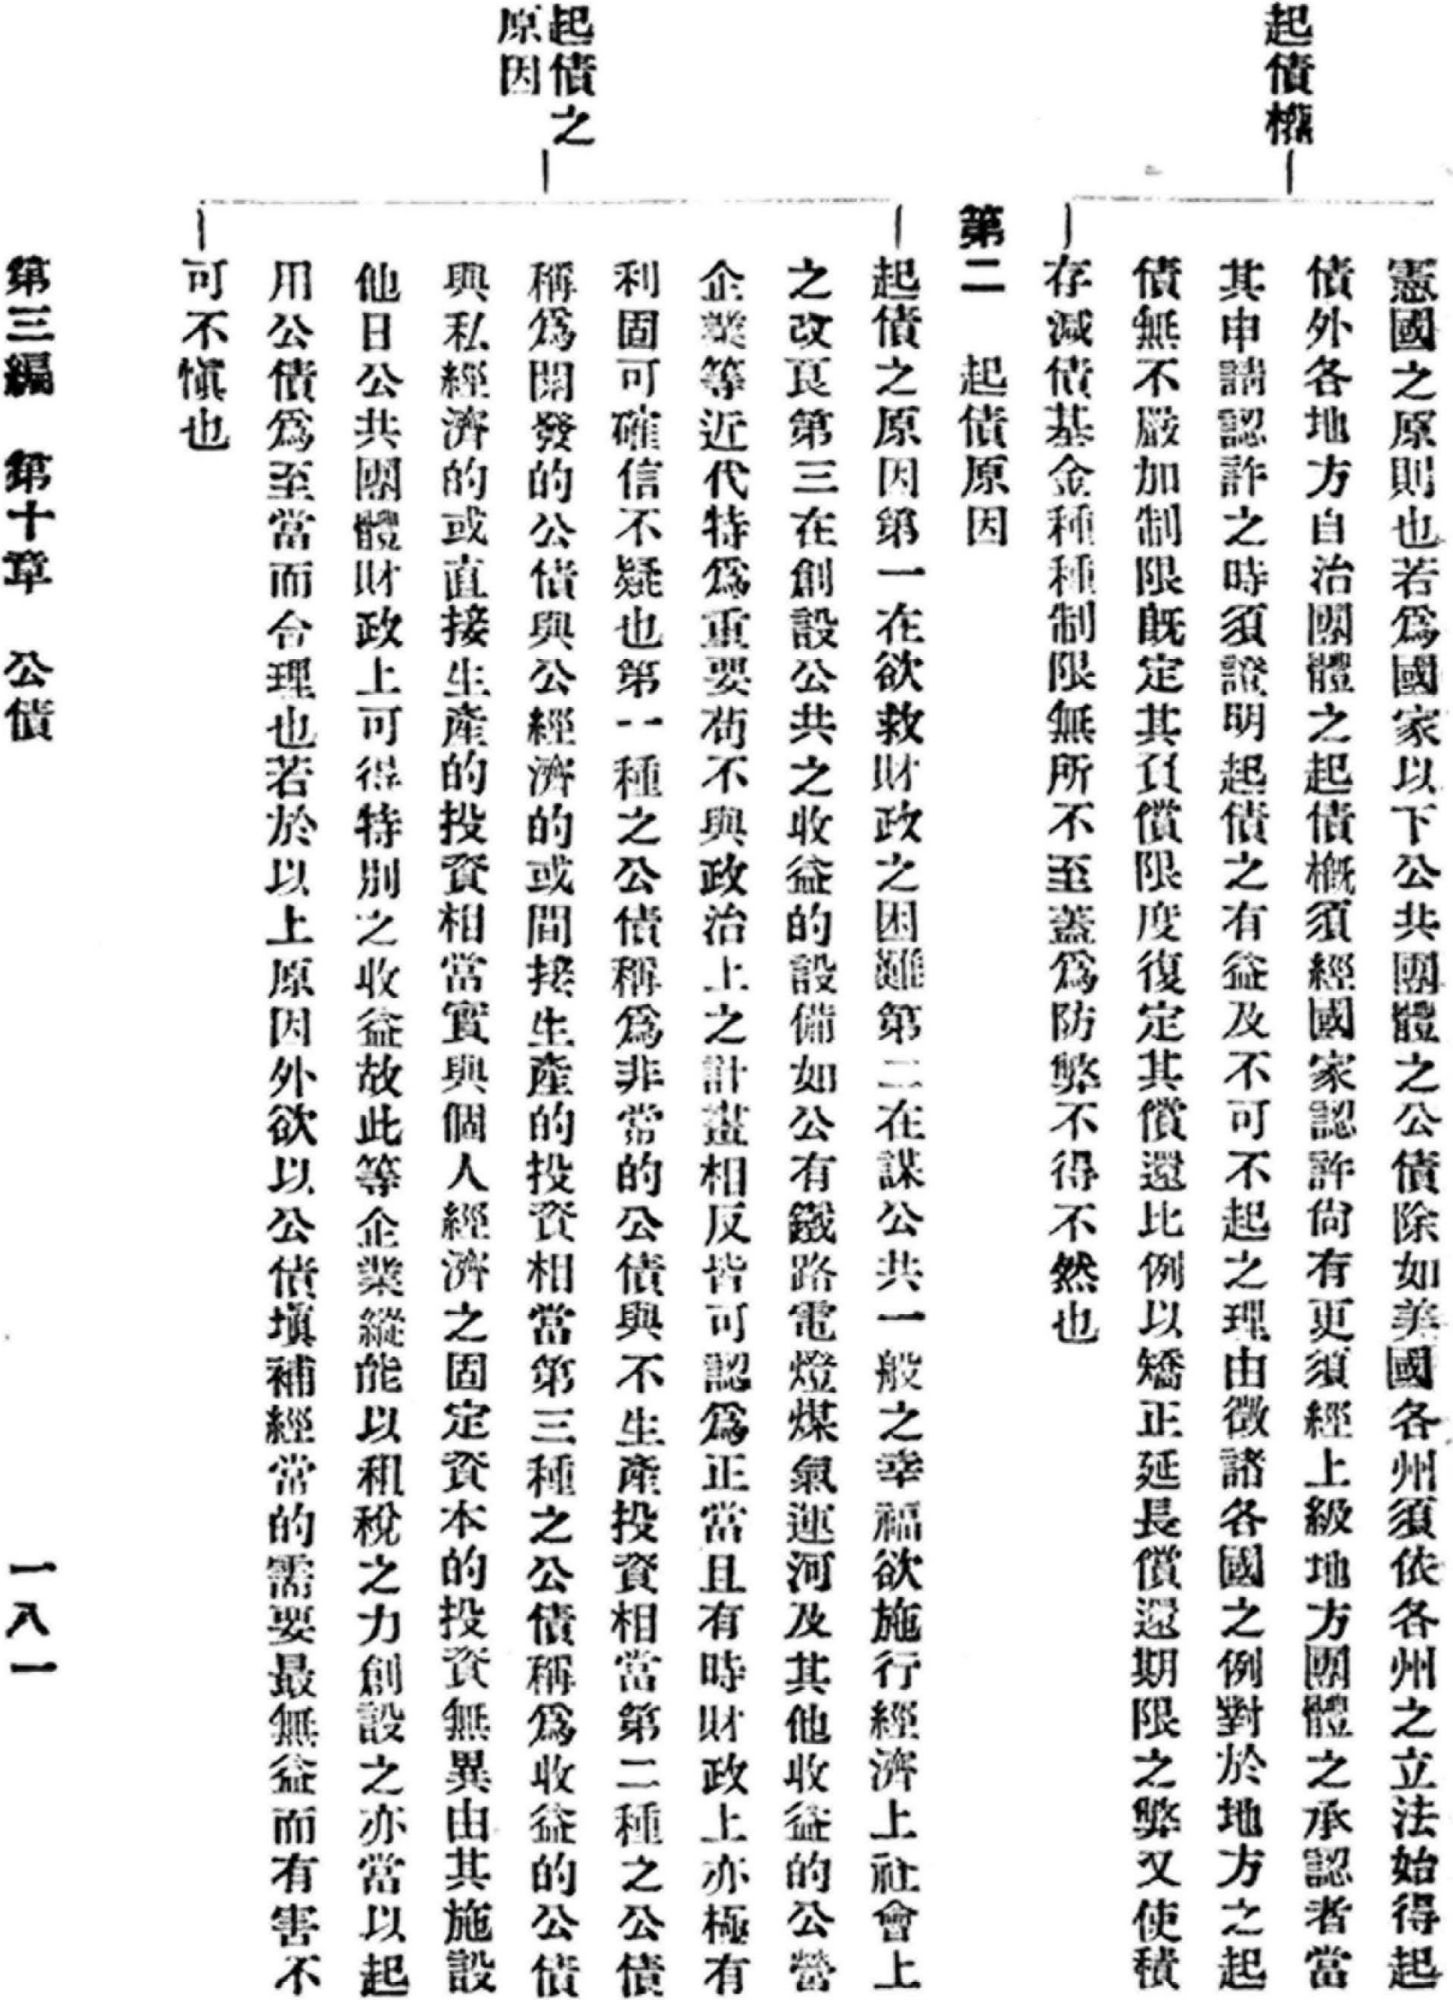 起債權
憲國之原則也若爲國家以下公共團體之公債除如美國各州須依各州之立法始得起
債外各地方自治團體之起債概須經國家認許尙有更須經上級地方團體之承認者當
其申請認許之時須證明起債之有益及不可不起之理由徵諸各國之例對於地方之起
債無不嚴加制限既定其負償限度復定其償還比例以矯正延長償還期限之弊又使積
存減債基金種種制限無所不至蓋爲防弊不得不然也
第二 起債原因
起債之
原因
起債之原因第一在欲救財政之困難第二在謀公共一般之幸福欲施行經濟上社會上
之改良第三在創設公共之收益的設備如公有鐵路電燈煤氣運河及其他收益的公營
企業等近代特爲重要苟不與政治上之計畫相反皆可認爲正當且有時財政上亦極有
利固可確信不疑也第一種之公債稱爲非常的公債與不生產投資相當第二種之公債
稱爲開發的公債與公經濟的或間接生產的投資相當第三種之公債稱爲收益的公債
與私經濟的或直接生產的投資相當實與個人經濟之固定資本的投資無異由其施設
他日公共團體財政上可得特別之收益故此等企業縱能以租稅之力創設之亦當以起
用公債爲至當而合理也若於以上原因外欲以公債塡補經常的需要最無益而有害不
可不愼也
第三編 第十章 公債 一八一